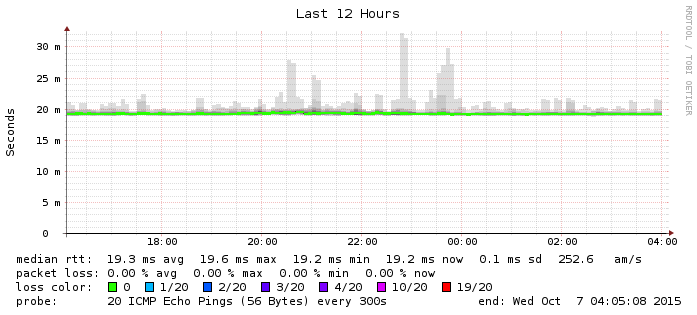 Last 12 Hours
RRDTOOL / TOBI OETIKER
Seconds
30 m
25 m
20 m
15 m
10 m
5 m
0
18:00 20:00 22:00 00:00 02:00 04:00
median rtt: 19.3 ms avg 19.6 ms max 19.2 ms min 19.2 ms now 0.1 ms sd 252.6 am/s
packet loss: 0.00 % avg 0.00 % max 0.00 % min 0.00 % now
loss color: 0 1/20 2/20 3/20 4/20 10/20 19/20
probe: 20 ICMP Echo Pings (56 Bytes) every 300s end: Wed Oct 7 04:05:08 2015